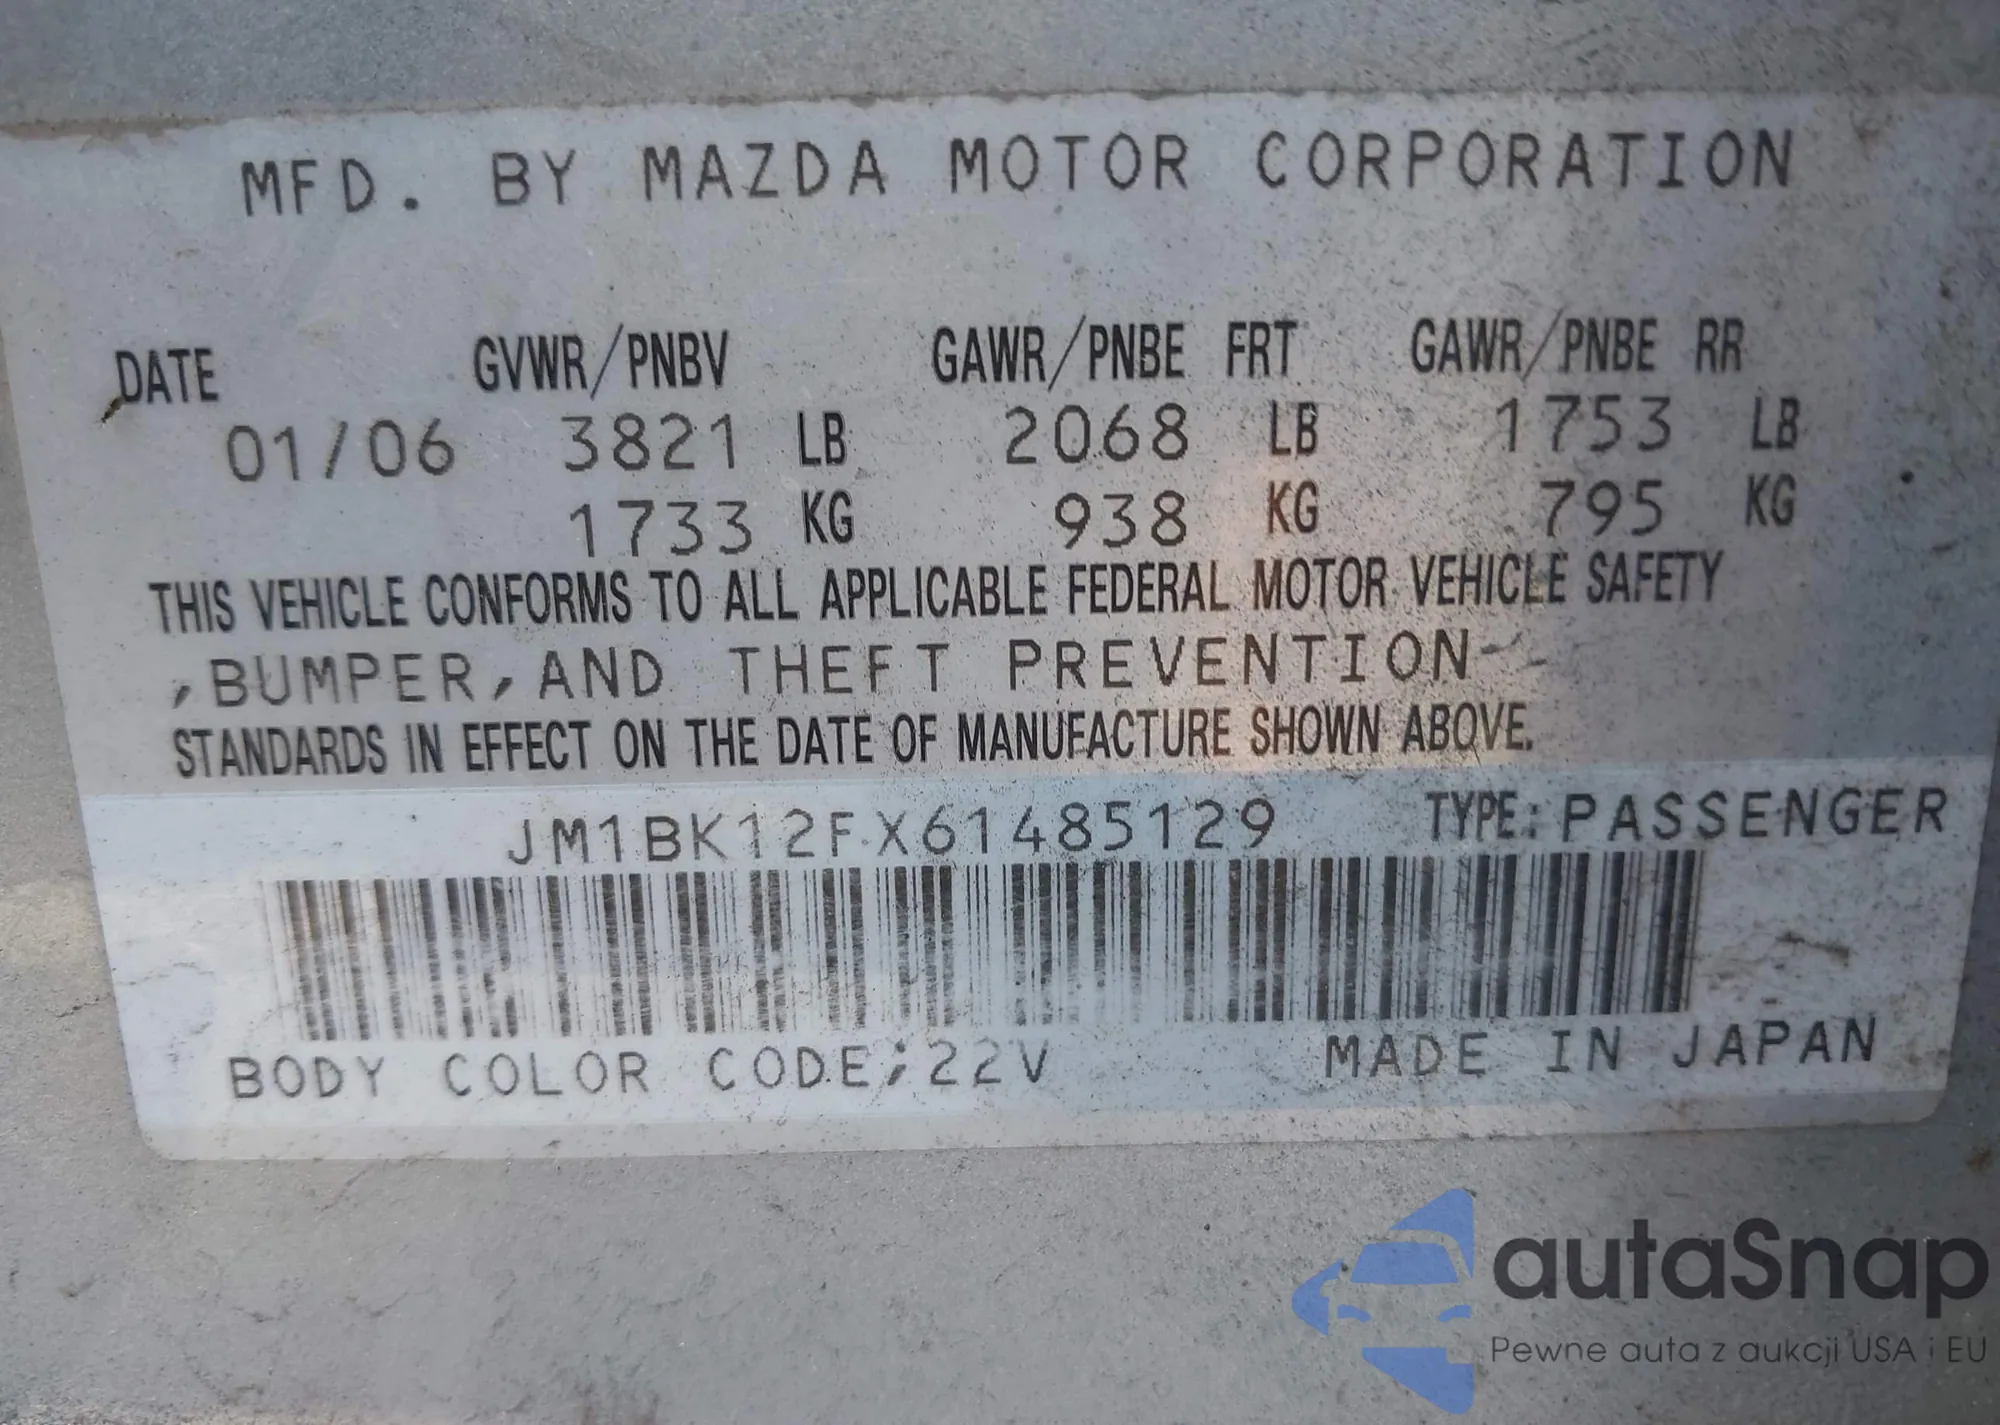 MFD. BY MAZDA MOTOR CORPORATION
DATE GVWR/PNBV GAWR/PNBE FRT GAWR/PNBE RR
01/06 3821 LB 2068 LB 1753 LB
1733 KG 938 KG 795 KG
THIS VEHICLE CONFORMS TO ALL APPLICABLE FEDERAL MOTOR VEHICLE SAFETY
,BUMPER,AND THEFT PREVENTION
STANDARDS IN EFFECT ON THE DATE OF MANUFACTURE SHOWN ABOVE.
JM1BK12FX61485129 TYPE: PASSENGER
BODY COLOR CODE;22V MADE IN JAPAN
autaSnap
Pewne auta z aukcji USA i EU